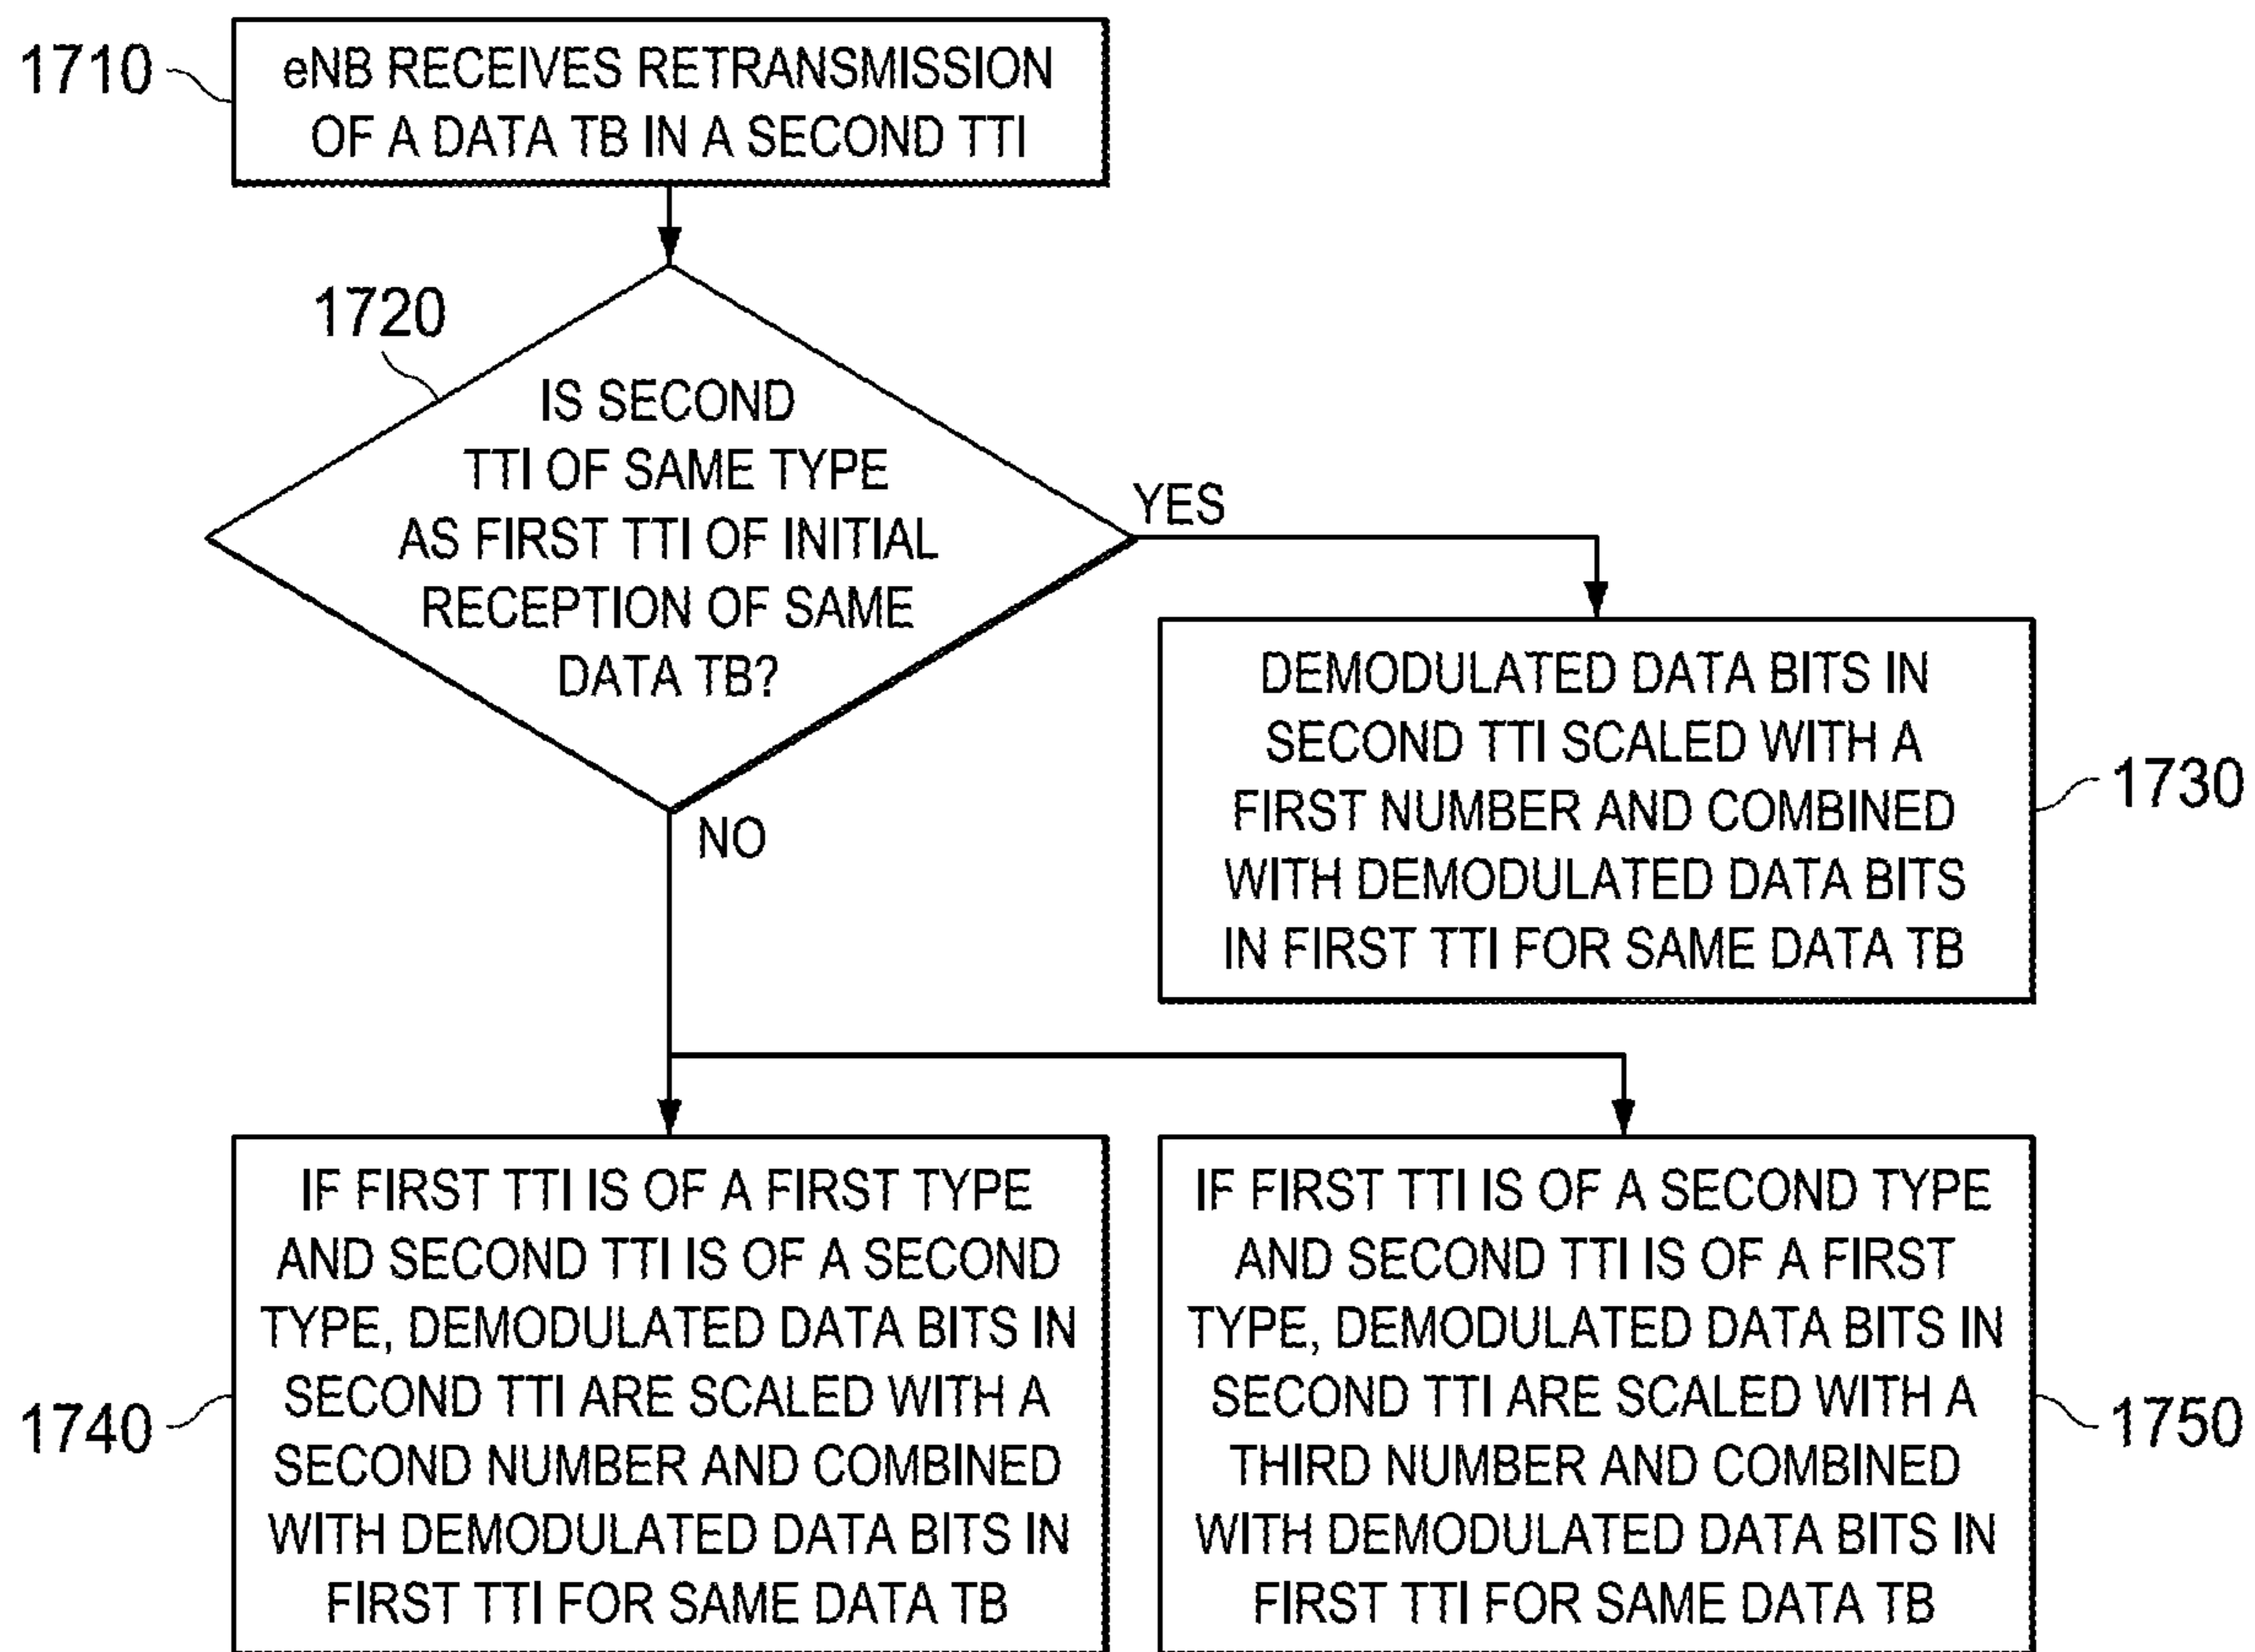 1710
eNB RECEIVES RETRANSMISSION
OF A DATA TB IN A SECOND TTI
1720
IS SECOND
TTI OF SAME TYPE
AS FIRST TTI OF INITIAL
RECEPTION OF SAME
DATA TB?
YES
NO
DEMODULATED DATA BITS IN
SECOND TTI SCALED WITH A
FIRST NUMBER AND COMBINED
WITH DEMODULATED DATA BITS
IN FIRST TTI FOR SAME DATA TB
1730
IF FIRST TTI IS OF A FIRST TYPE
AND SECOND TTI IS OF A SECOND
TYPE, DEMODULATED DATA BITS IN
SECOND TTI ARE SCALED WITH A
SECOND NUMBER AND COMBINED
WITH DEMODULATED DATA BITS IN
FIRST TTI FOR SAME DATA TB
1740
IF FIRST TTI IS OF A SECOND TYPE
AND SECOND TTI IS OF A FIRST
TYPE, DEMODULATED DATA BITS IN
SECOND TTI ARE SCALED WITH A
THIRD NUMBER AND COMBINED
WITH DEMODULATED DATA BITS IN
FIRST TTI FOR SAME DATA TB
1750